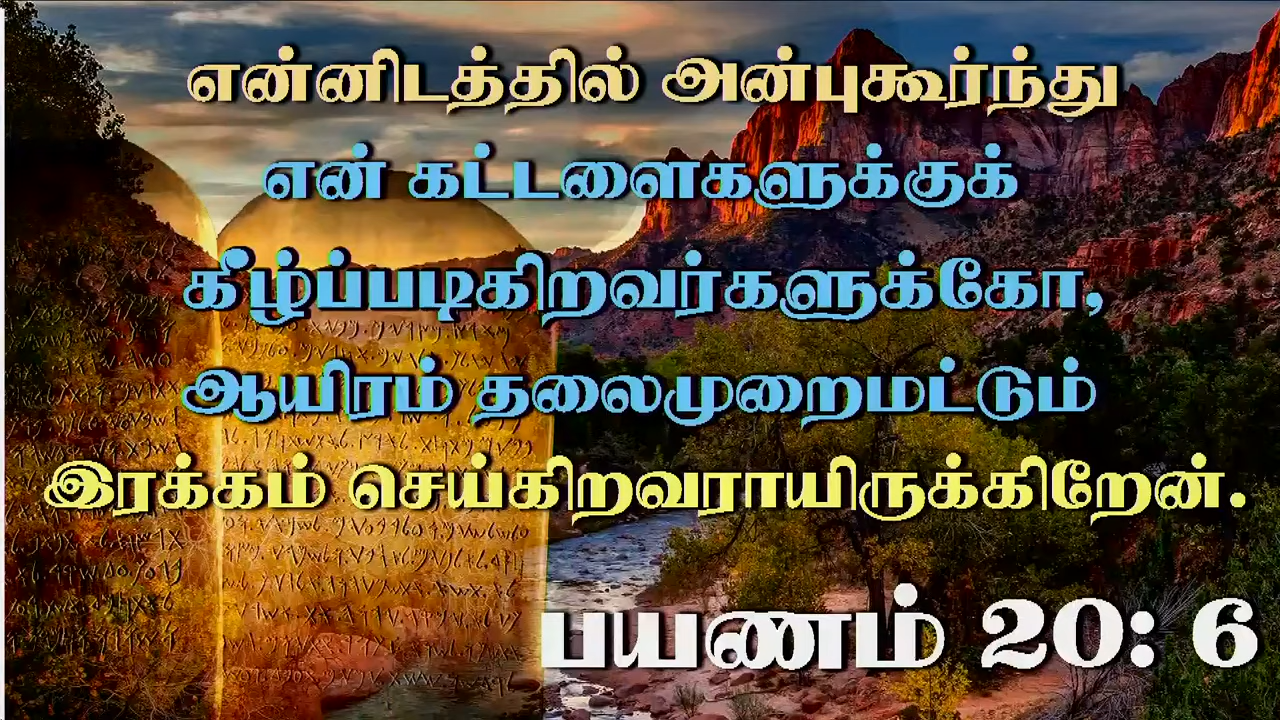 என்னிடத்தில் அன்புகூர்ந்து
என் கட்டளைகளுக்குக்
கீழ்ப்படிகிறவர்களுக்கோ,
ஆயிரம் தலைமுறைமட்டும்
இரக்கம் செய்கிறவராயிருக்கிறேன்.
பயணம் 20: 6